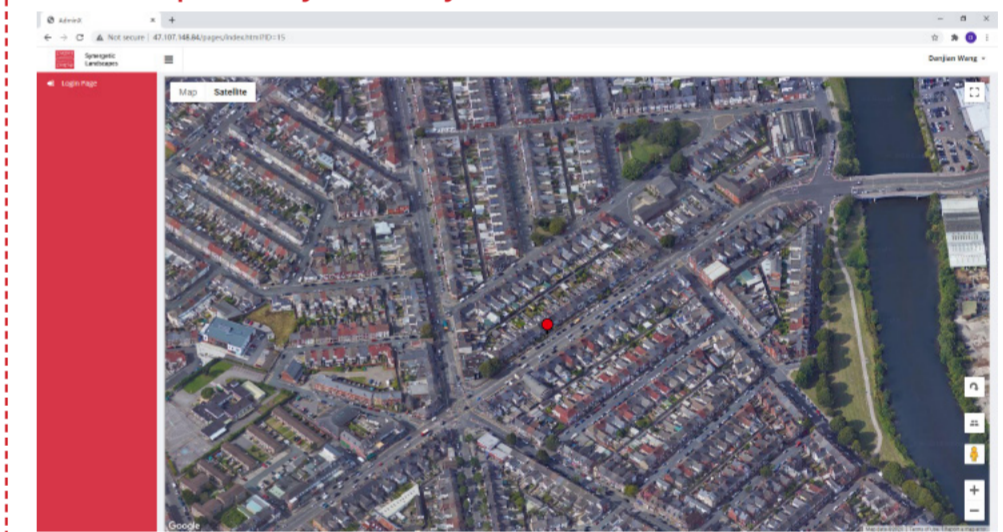 AdminX
Not secure | 47.107.148.84/pages/index.html?ID=15
Synergetic
Landscapes
Danjian Wang
Login Page
Map Satellite
Google